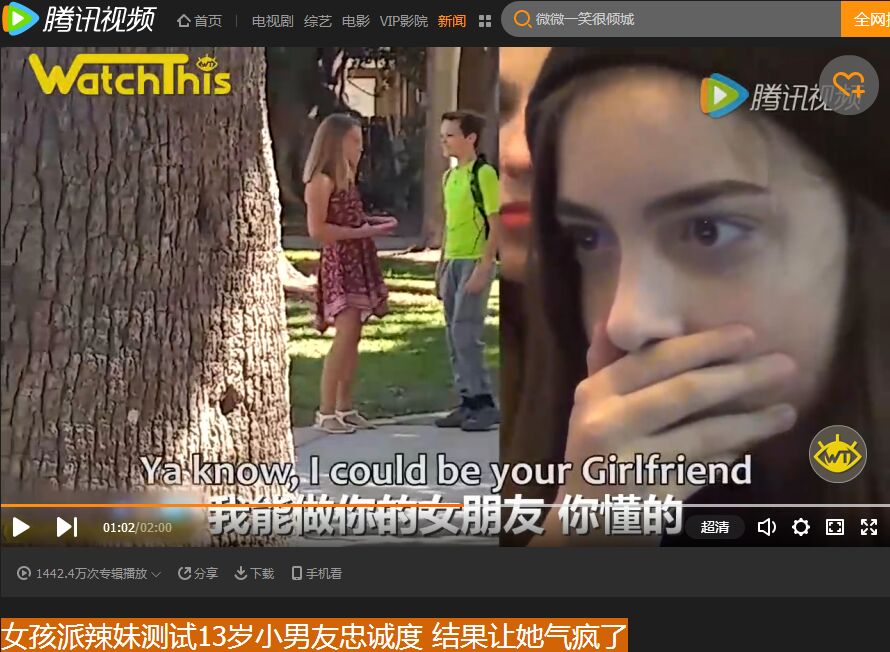 腾讯视频 首页 电视剧 综艺 电影 VIP影院 新闻 微微一笑很倾城 全网
WatchThis
WT
腾讯视频
WT
Ya know, I could be your Girlfriend
我能做你的女朋友 你懂的
01:02/02:00 超清
1442.4万次专辑播放 分享 下载 手机看
女孩派辣妹测试13岁小男友忠诚度 结果让她气疯了